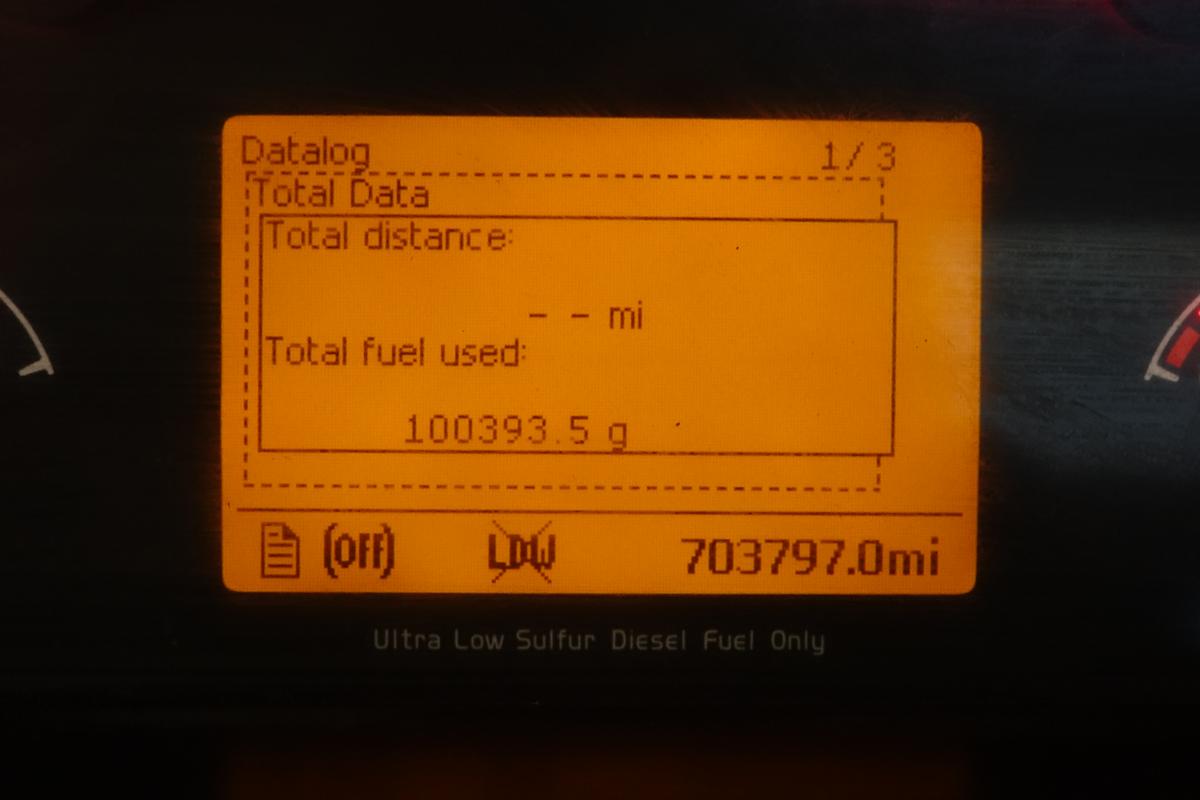 Datalog 1/3
Total Data
Total distance:
-- mi
Total fuel used:
100393.5 g
(OFF) LDW 703797.0mi
Ultra Low Sulfur Diesel Fuel Only